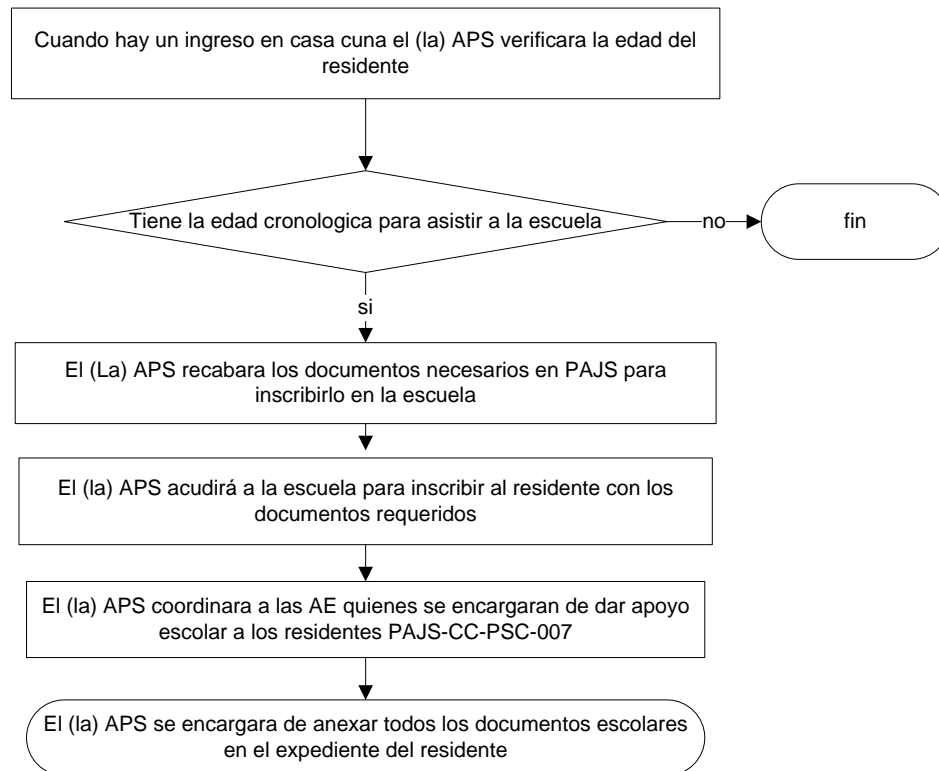 Cuando hay un ingreso en casa cuna el (la) APS verificara la edad del
residente
Tiene la edad cronologica para asistir a la escuela
no
fin
si
El (La) APS recabara los documentos necesarios en PAJS para
inscribirlo en la escuela
El (la) APS acudirá a la escuela para inscribir al residente con los
documentos requeridos
El (la) APS coordinara a las AE quienes se encargaran de dar apoyo
escolar a los residentes PAJS-CC-PSC-007
El (la) APS se encargara de anexar todos los documentos escolares
en el expediente del residente